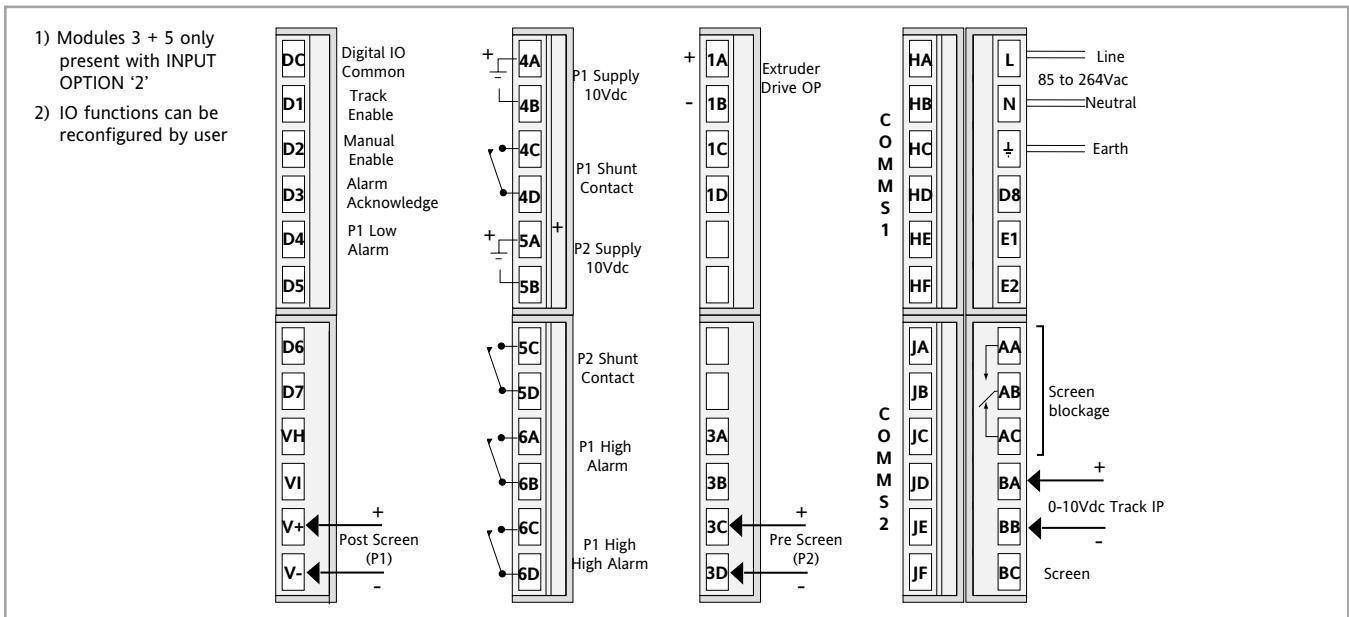 1) Modules 3 + 5 only
present with INPUT
OPTION ‘2’
2) IO functions can be
reconfigured by user
DC
D1
D2
D3
D4
D5
D6
D7
VH
VI
V+
V-
Digital IO
Common
Track
Enable
Manual
Enable
Alarm
Acknowledge
P1 Low
Alarm
+
Post Screen
(P1)
-
+
4A
4B
4C
4D
+
5A
+
5B
5C
5D
6A
6B
6C
6D
P1 Supply
10Vdc
P1 Shunt
Contact
P2 Supply
10Vdc
P2 Shunt
Contact
P1 High
Alarm
P1 High
High Alarm
+
-
1A
1B
1C
1D
3A
3B
3C
3D
Extruder
Drive OP
+
Pre Screen
(P2)
-
COMMS1
HA
HB
HC
HD
HE
HF
COMMS2
JA
JB
JC
JD
JE
JF
L
N
D8
E1
E2
AA
AB
AC
BA
BB
BC
Line
85 to 264Vac
Neutral
Earth
Screen
blockage
+
0-10Vdc Track IP
-
Screen